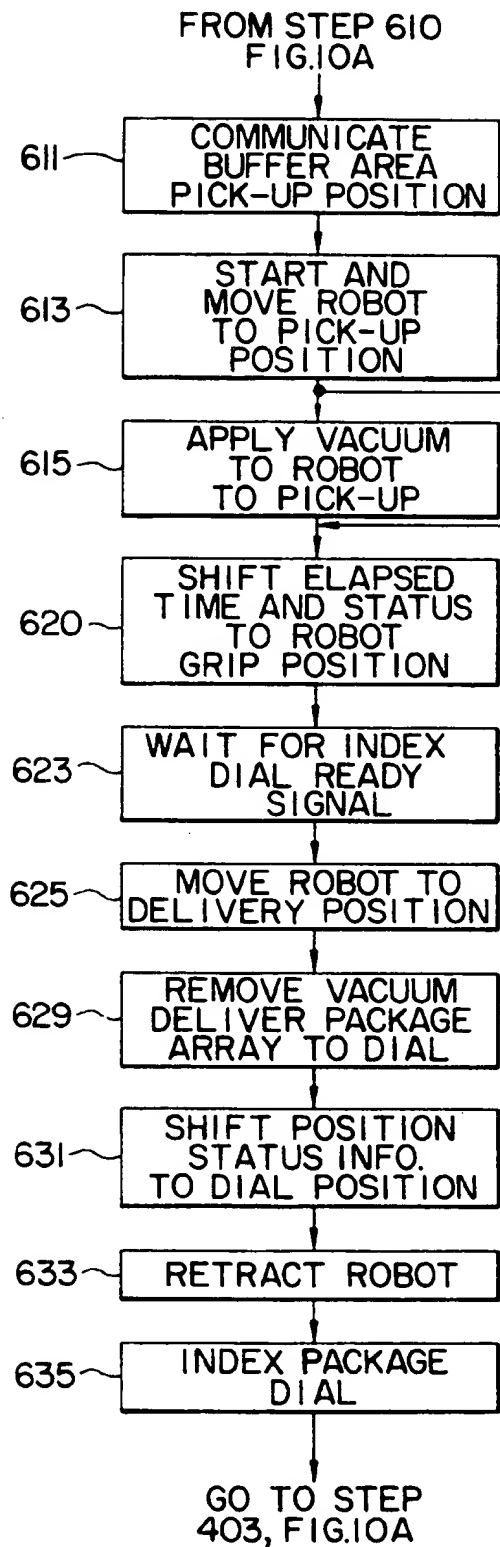 FROM STEP 610
FIG.10A
611
COMMUNICATE
BUFFER AREA
PICK-UP POSITION
613
START AND
MOVE ROBOT
TO PICK-UP
POSITION
615
APPLY VACUUM
TO ROBOT
TO PICK-UP
620
SHIFT ELAPSED
TIME AND STATUS
TO ROBOT
GRIP POSITION
623
WAIT FOR INDEX
DIAL READY
SIGNAL
625
MOVE ROBOT TO
DELIVERY POSITION
629
REMOVE VACUUM
DELIVER PACKAGE
ARRAY TO DIAL
631
SHIFT POSITION
STATUS INFO.
TO DIAL POSITION
633
RETRACT ROBOT
635
INDEX PACKAGE
DIAL
GO TO STEP
403, FIG.10A